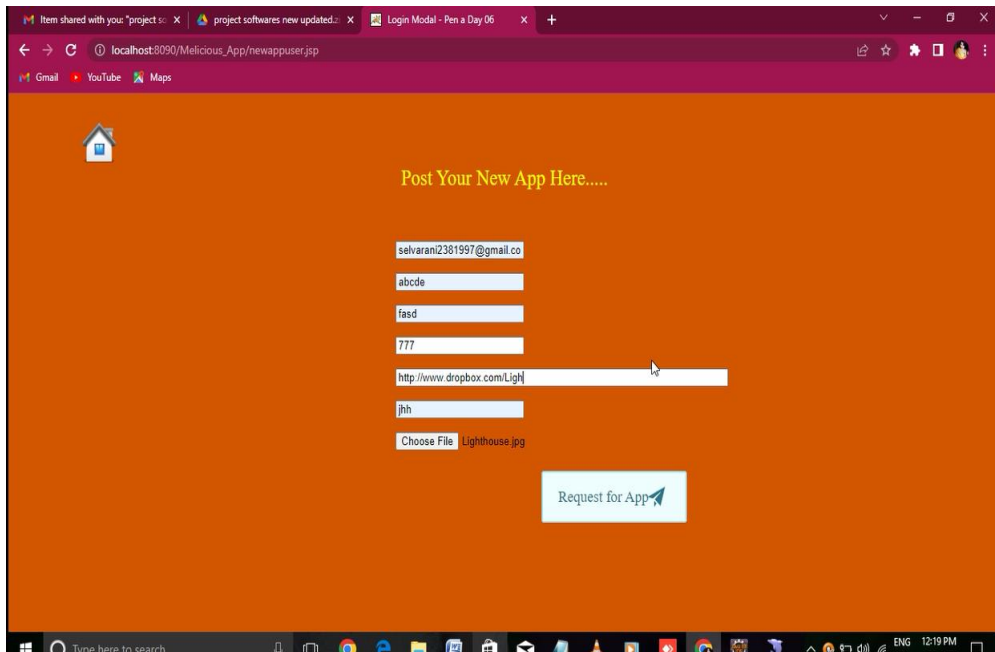 Item shared with you: "project so
project softwares new updated.z
Login Modal - Pen a Day 06
localhost:8090/Melicious_App/newappuser.jsp
Gmail YouTube Maps
Post Your New App Here.....
selvarani2381997@gmail.co
abcde
fasd
777
http://www.dropbox.com/Ligh
jhh
Choose File Lighthouse.jpg
Request for App
Type here to search
ENG 12:19 PM